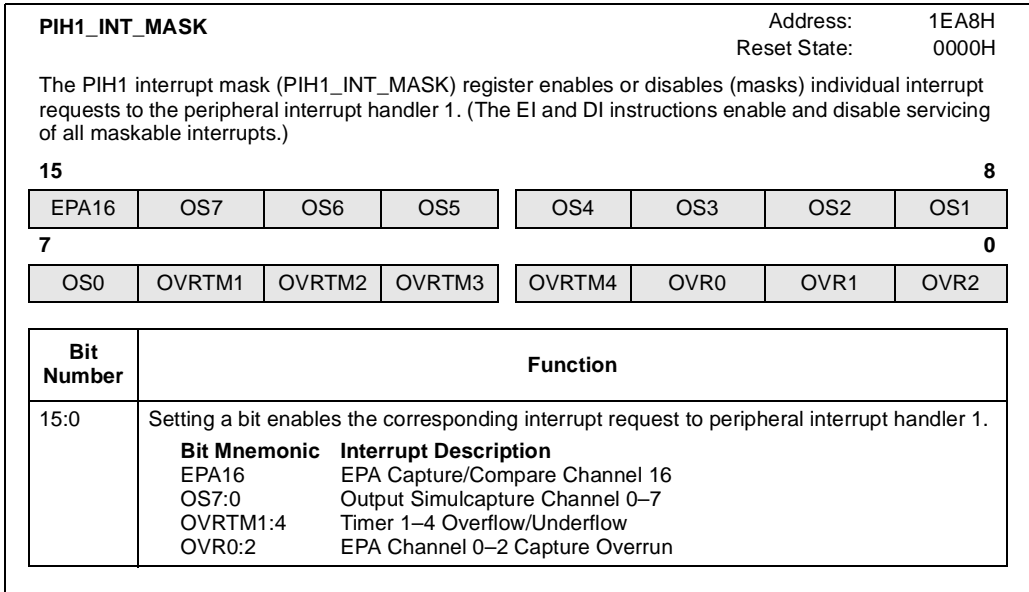 PIH1_INT_MASK Address: 1EA8H
Reset State: 0000H
The PIH1 interrupt mask (PIH1_INT_MASK) register enables or disables (masks) individual interrupt
requests to the peripheral interrupt handler 1. (The EI and DI instructions enable and disable servicing
of all maskable interrupts.)
15 8
EPA16 OS7 OS6 OS5 OS4 OS3 OS2 OS1
7 0
OS0 OVRTM1 OVRTM2 OVRTM3 OVRTM4 OVR0 OVR1 OVR2
Bit
Number Function
15:0 Setting a bit enables the corresponding interrupt request to peripheral interrupt handler 1.
Bit Mnemonic Interrupt Description
EPA16 EPA Capture/Compare Channel 16
OS7:0 Output Simulcapture Channel 0–7
OVRTM1:4 Timer 1–4 Overflow/Underflow
OVR0:2 EPA Channel 0–2 Capture Overrun